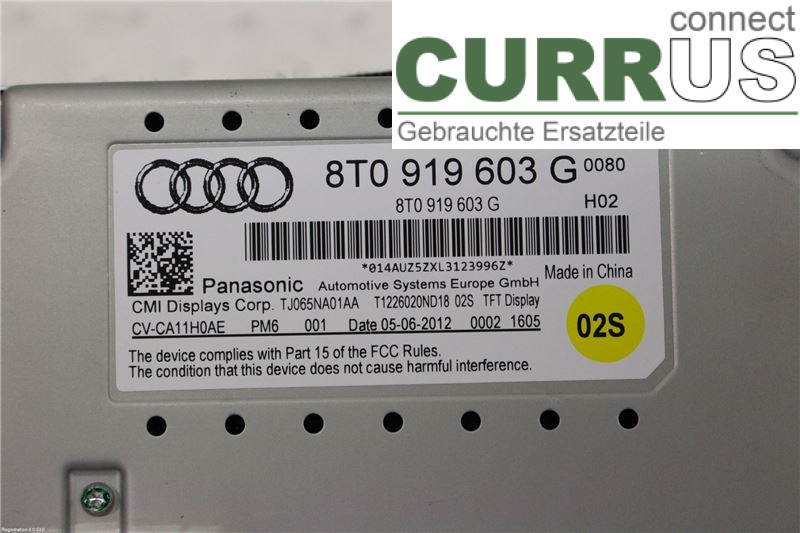 connect
CURRUS
Gebrauchte Ersatzteile
8T0 919 603 G 0080
8T0 919 603 G H02
*014AUZ5ZXL3123996Z*
Panasonic Automotive Systems Europe GmbH Made in China
CMI Displays Corp. TJ065NA01AA T1226020ND18 02S TFT Display
CV-CA11H0AE PM6 001 Date 05-06-2012 0002 1605
02S
The device complies with Part 15 of the FCC Rules.
The condition that this device does not cause harmful interference.